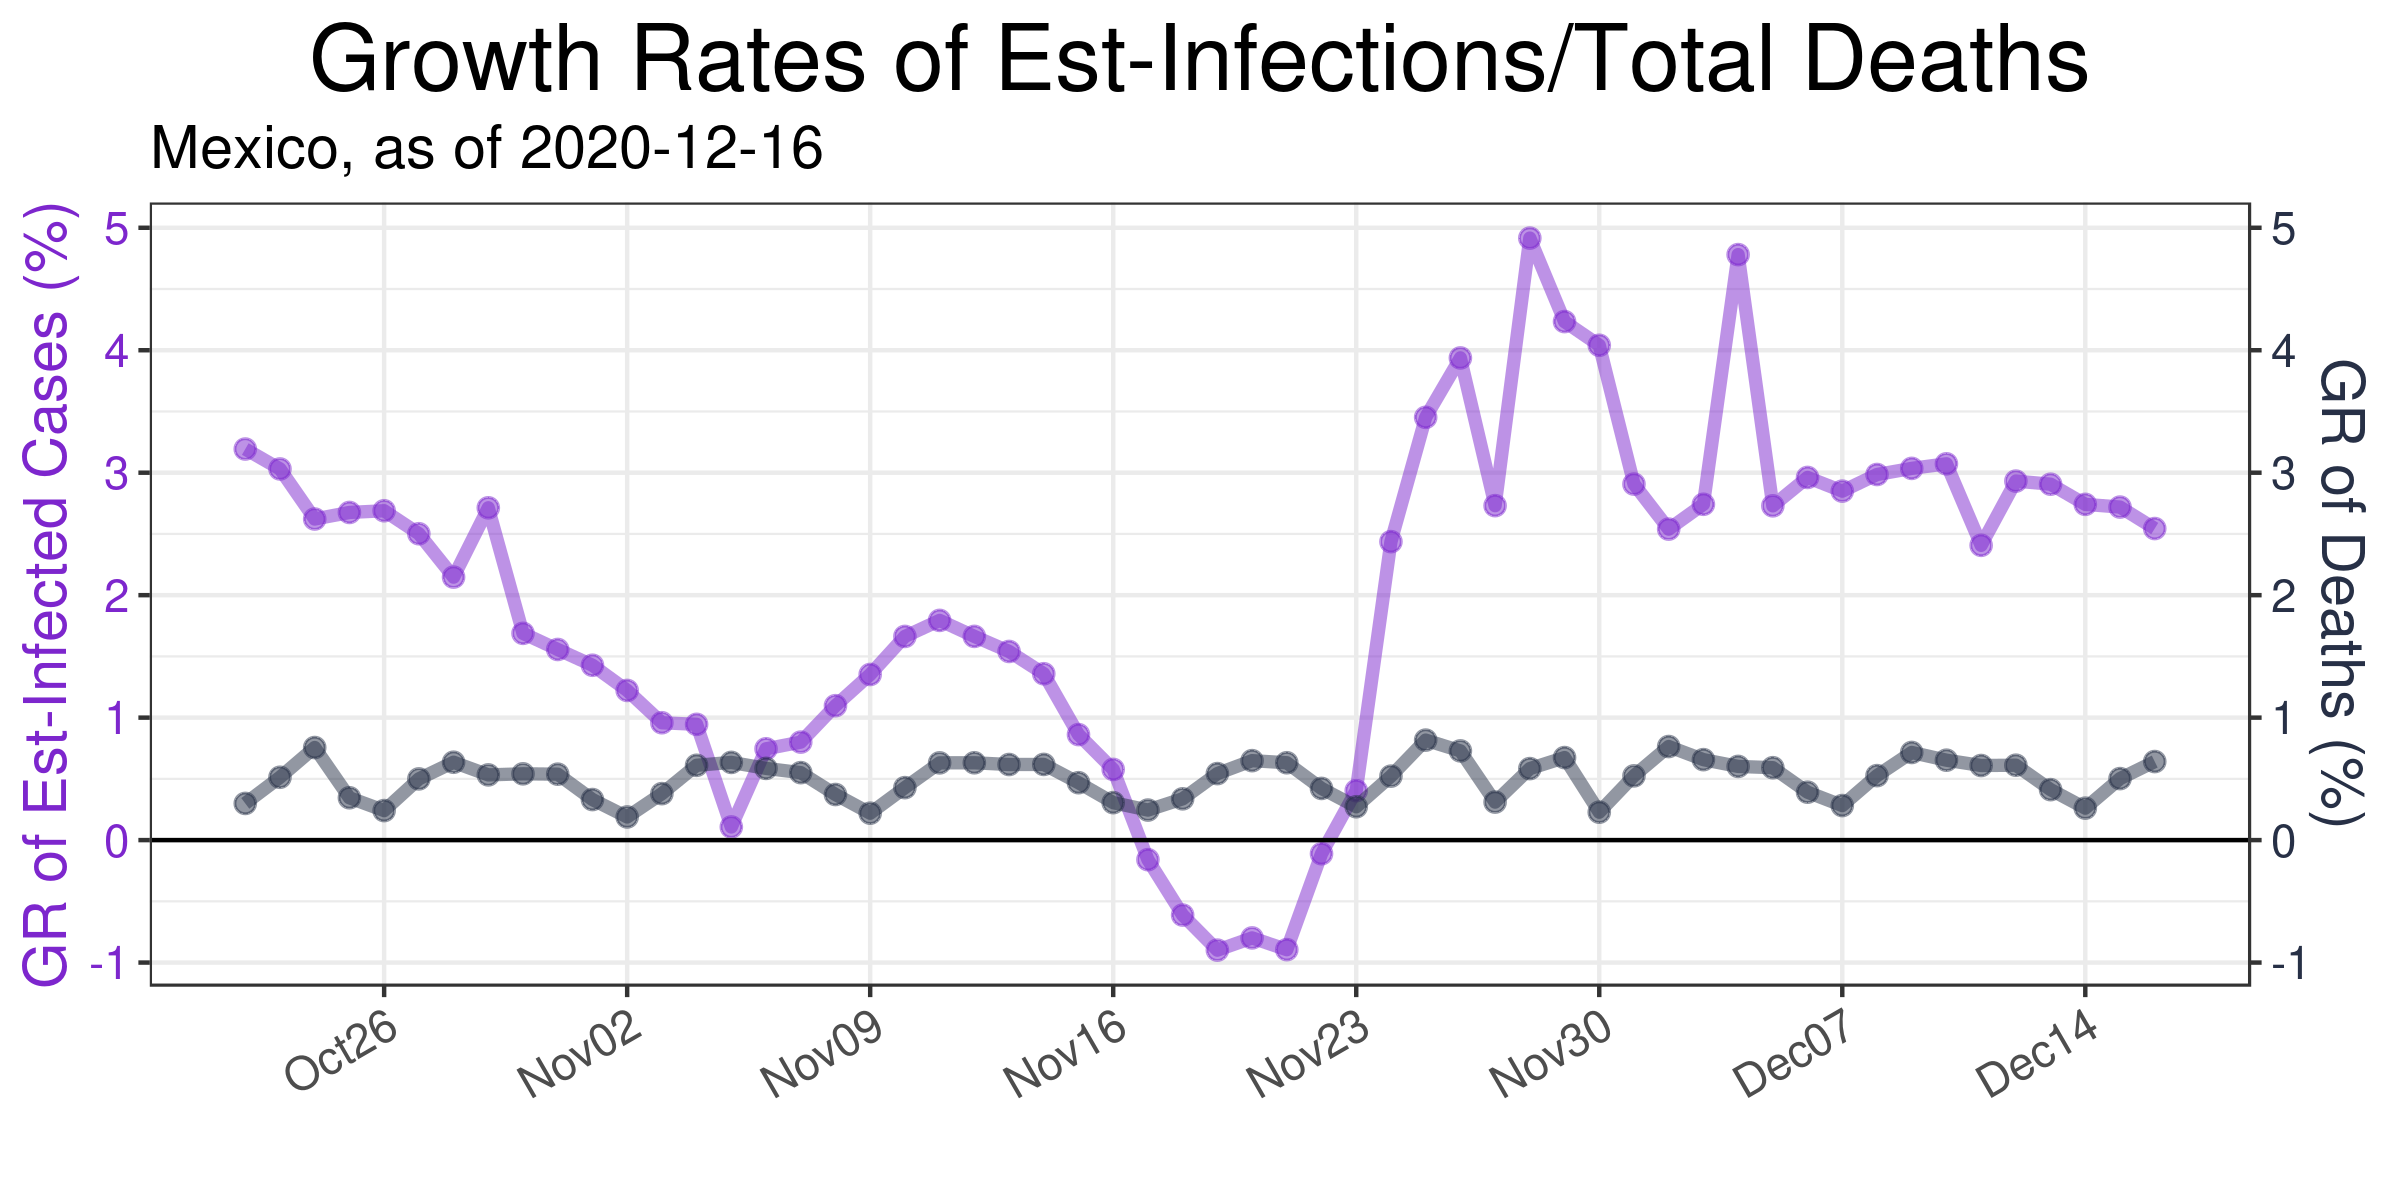 Growth Rates of Est-Infections/Total Deaths
Mexico, as of 2020-12-16
GR of Est-Infected Cases (%)
5
4
3
2
1
0
-1
5
4
3
2
1
0
-1
GR of Deaths (%)
Oct26
Nov02
Nov09
Nov16
Nov23
Nov30
Dec07
Dec14